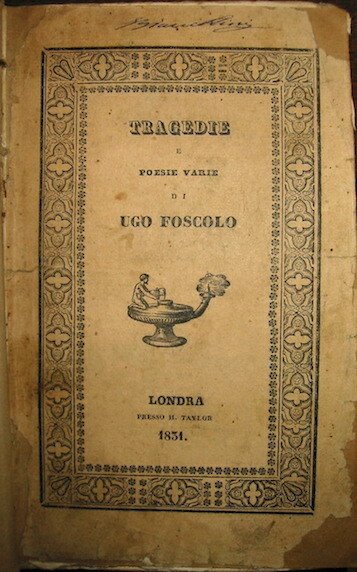 TRAGEDIE
E
POESIE VARIE
DI
UGO FOSCOLO
LONDRA
PRESSO H. TAYLOR
1831.